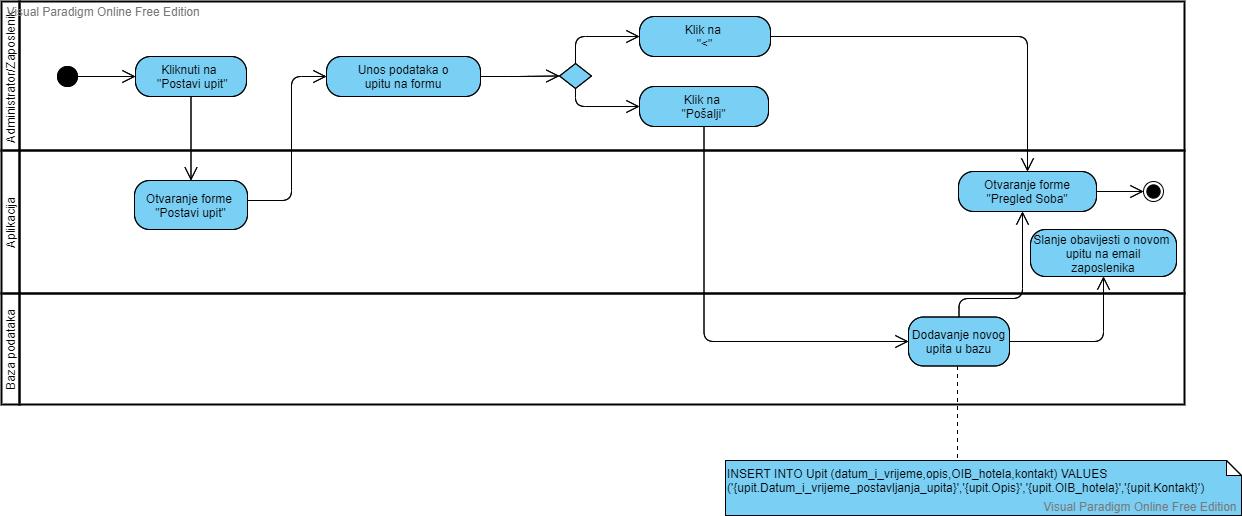 Visual Paradigm Online Free Edition
Administrator/Zaposlenik
Kliknuti na
"Postavi upit"
Unos podataka o
upitu na formu
Klik na
"<"
Klik na
"Pošalji"
Aplikacija
Otvaranje forme
"Postavi upit"
Otvaranje forme
"Pregled Soba"
Slanje obavijesti o novom
upitu na email
zaposlenika
Baza podataka
Dodavanje novog
upita u bazu
INSERT INTO Upit (datum_i_vrijeme,opis,OIB_hotela,kontakt) VALUES
('{upit.Datum_i_vrijeme_postavljanja_upita}','{upit.Opis}','{upit.OIB_hotela}','{upit.Kontakt}')
Visual Paradigm Online Free Edition